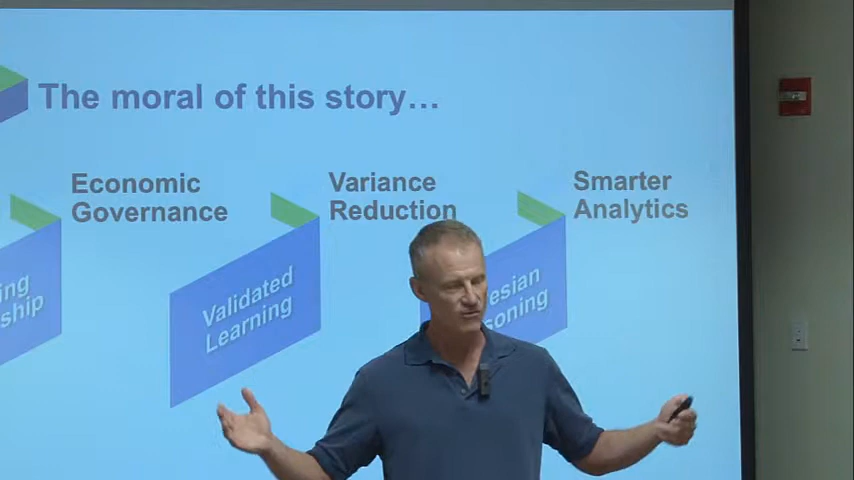 The moral of this story…
Economic
Governance
Variance
Reduction
Smarter
Analytics
Validated
Learning